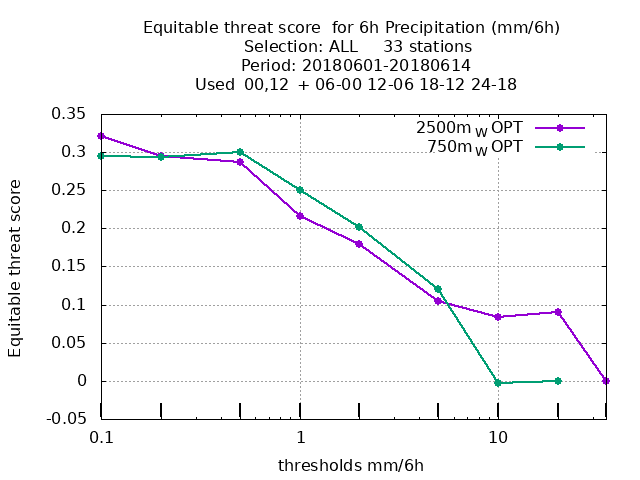 Equitable threat score  for 6h Precipitation (mm/6h)
Selection: ALL     33 stations
Period: 20180601-20180614
Used  00,12  + 06-00 12-06 18-12 24-18
0.35
0.3
0.25
0.2
0.15
0.1
0.05
0
-0.05
Equitable threat score
2500m W OPT
750m W OPT
0.1
1
10
thresholds mm/6h